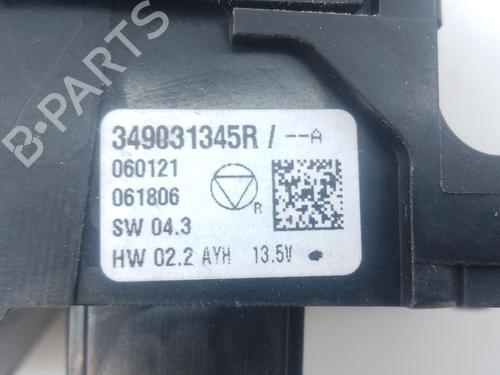 349031345R / --A
060121
061806
R
SW 04.3
HW 02.2 AYH 13.5V
B-PARTS